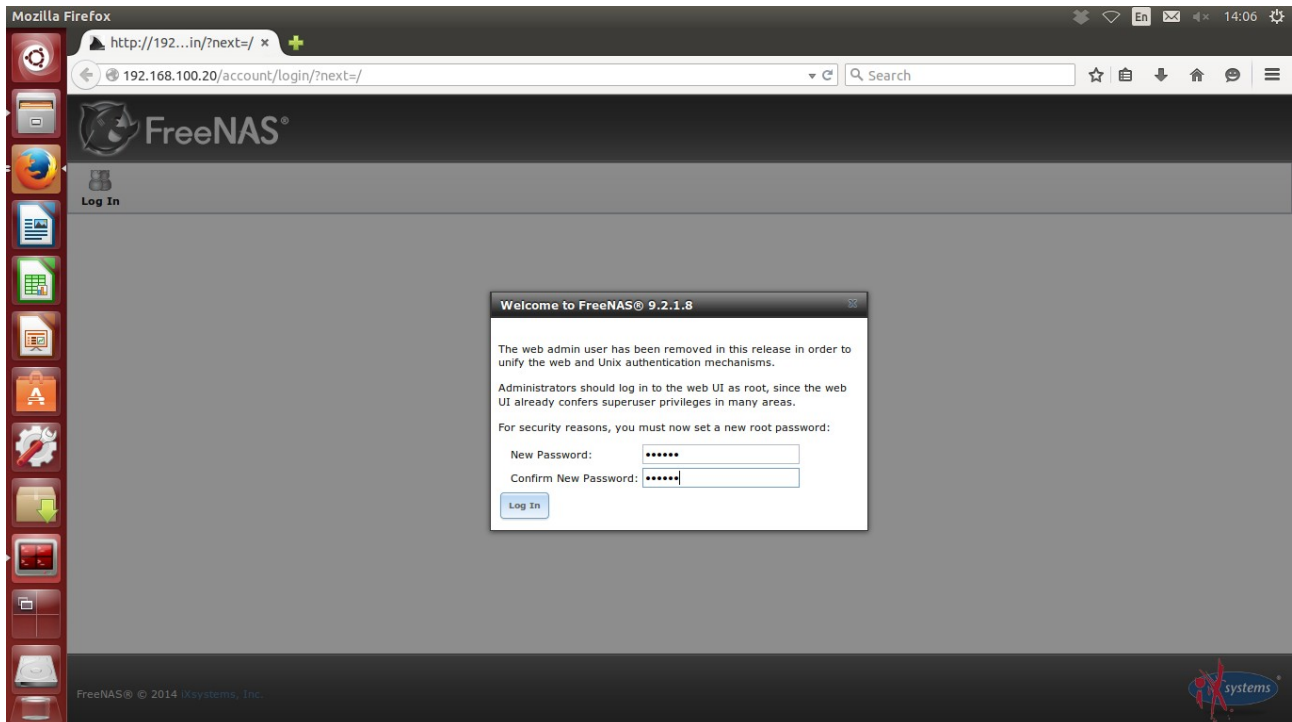 Mozilla Firefox
En
14:06
http://192...in/?next=/
192.168.100.20/account/login/?next=/
Search
FreeNAS®
Log In
Welcome to FreeNAS® 9.2.1.8
The web admin user has been removed in this release in order to
unify the web and Unix authentication mechanisms.
Administrators should log in to the web UI as root, since the web
UI already confers superuser privileges in many areas.
For security reasons, you must now set a new root password:
New Password: ••••••
Confirm New Password: ••••••
Log In
FreeNAS® © 2014 iXsystems, Inc.
iXsystems